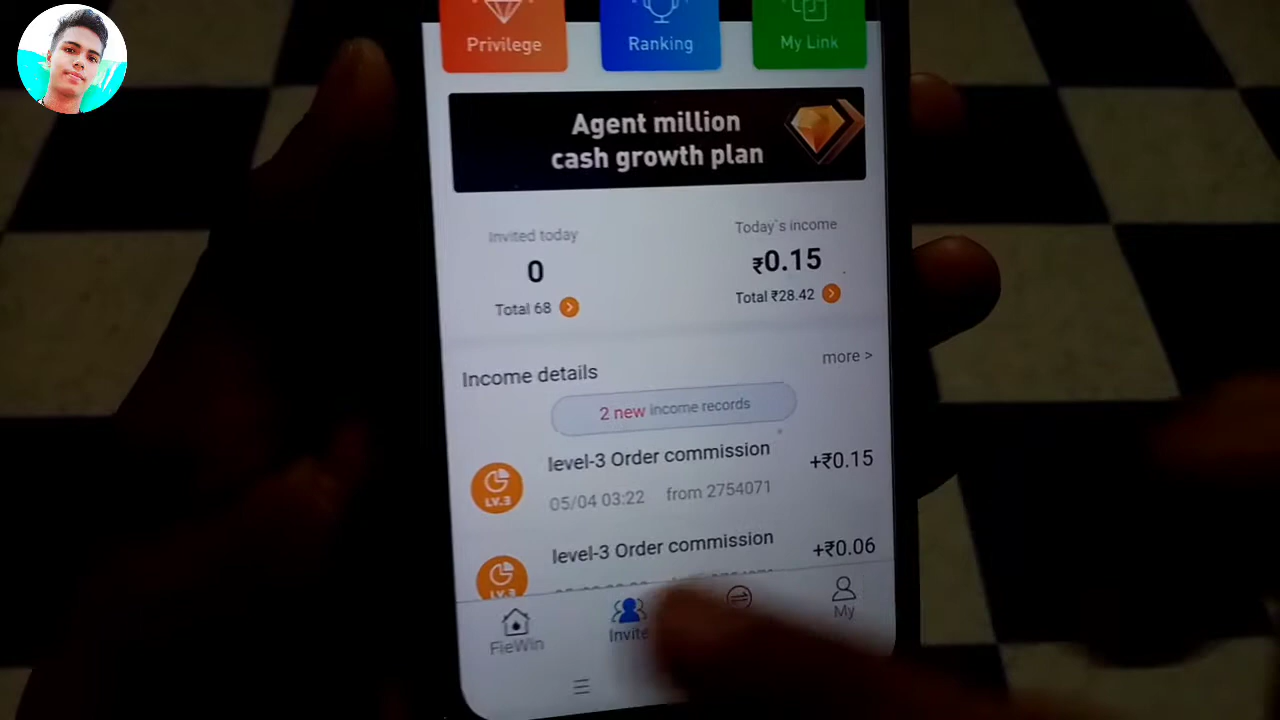 Privilege
Ranking
My Link
Agent million
cash growth plan
Invited today
0
Total 68
Today`s income
₹0.15
Total ₹28.42
Income details
more >
2 new income records
level-3 Order commission
+₹0.15
05/04 03:22 from 2754071
LV.3
level-3 Order commission
+₹0.06
LV.3
FieWin
Invite
My